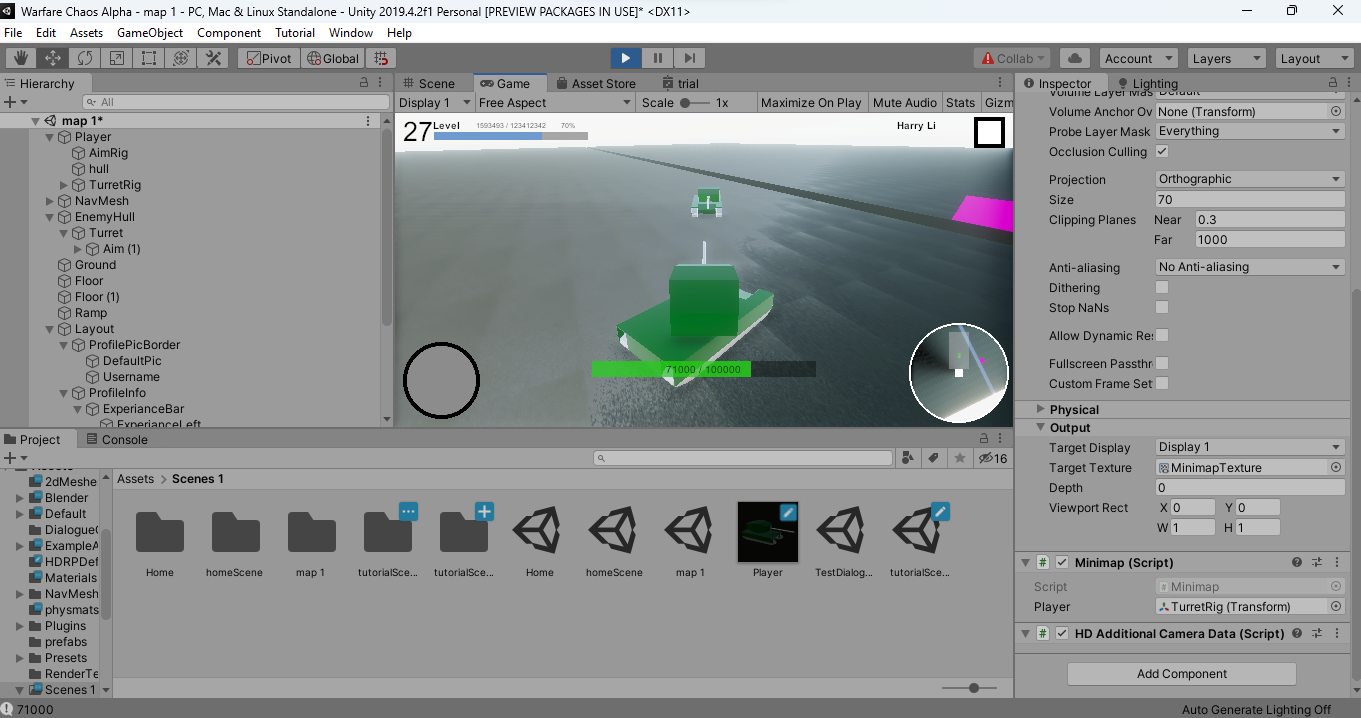 Warfare Chaos Alpha - map 1 - PC, Mac & Linux Standalone - Unity 2019.4.2f1 Personal [PREVIEW PACKAGES IN USE]* <DX11>
File Edit Assets GameObject Component Tutorial Window Help
Pivot Global Collab Account Layers Layout
Hierarchy
All
map 1*
Player
AimRig
hull
TurretRig
NavMesh
EnemyHull
Turret
Aim (1)
Ground
Floor
Floor (1)
Ramp
Layout
ProfilePicBorder
DefaultPic
Username
ProfileInfo
ExperianceBar
ExperianceLeft
Scene Game Asset Store trial
Display 1 Free Aspect Scale 1x Maximize On Play Mute Audio Stats Gizm
27 Level 1593493 / 123412342 70% Harry Li
71000 / 100000
Inspector Lighting
Volume Layer Mas Default
Volume Anchor Ov None (Transform)
Probe Layer Mask Everything
Occlusion Culling
Projection Orthographic
Size 70
Clipping Planes Near 0.3
Far 1000
Anti-aliasing No Anti-aliasing
Dithering
Stop NaNs
Allow Dynamic Re
Fullscreen Passthr
Custom Frame Set
Physical
Output
Target Display Display 1
Target Texture MinimapTexture
Depth 0
Viewport Rect X 0 Y 0
W 1 H 1
# Minimap (Script)
Script # Minimap
Player TurretRig (Transform)
# HD Additional Camera Data (Script)
Add Component
Project Console
16
Assets
2dMeshe
Blender
Default
Dialogue
ExampleA
HDRPDef
Materials
NavMesh
physmats
Plugins
prefabs
Presets
RenderTe
Scenes 1
Assets > Scenes 1
Home homeScene map 1 tutorialSce... tutorialSce... Home homeScene map 1 Player TestDialog... tutorialSce...
71000
Auto Generate Lighting Off